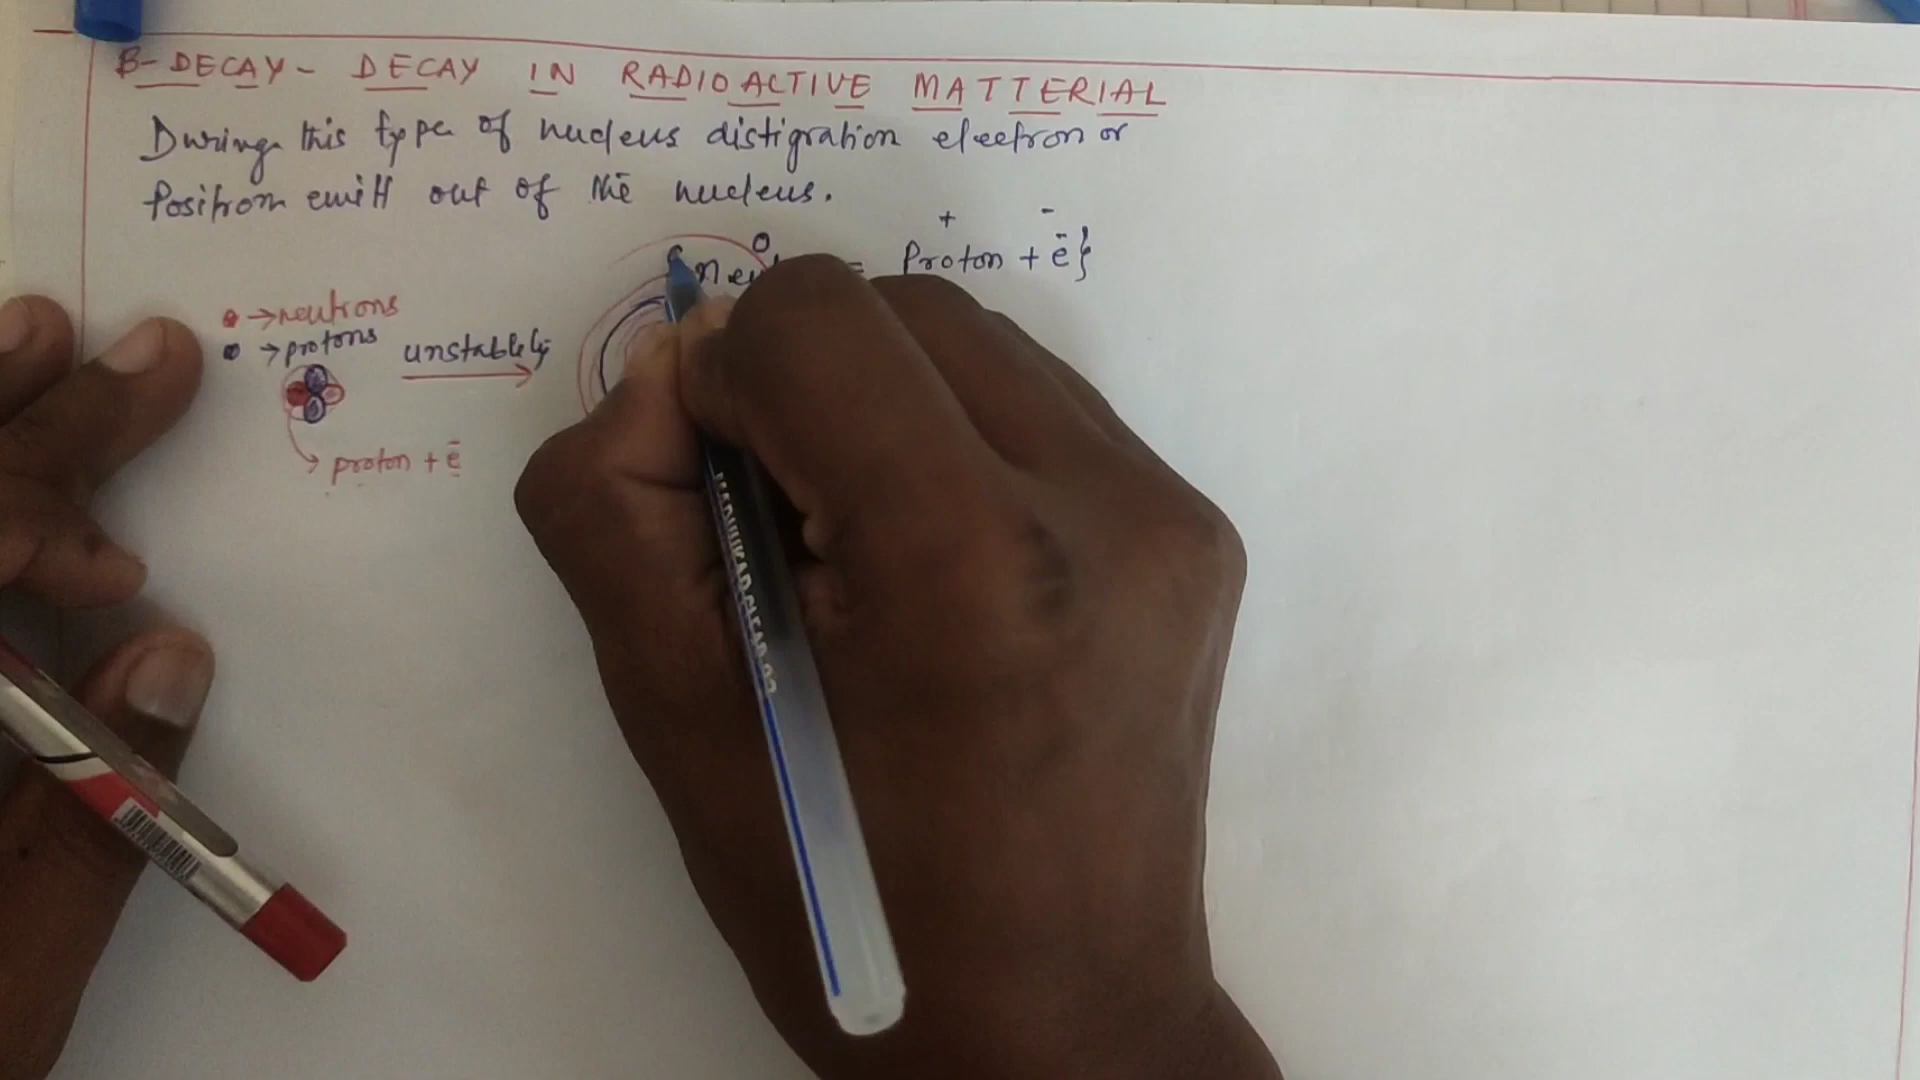 B-DECAY- DECAY IN RADIOACTIVE MATTERIAL
During this type of nucleus distigration electron or
Positron emitt out of the nucleus.
+ -
0
= Proton + e̅}
→neutrons
→protons
unstablely
proton + e̅